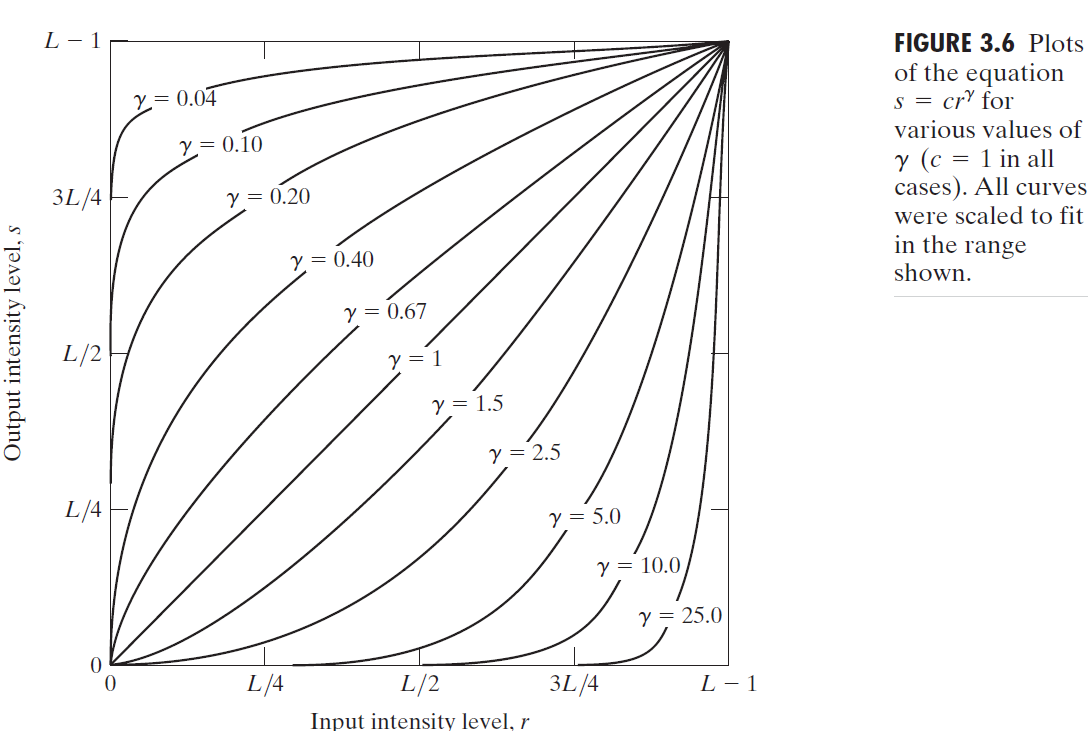 L − 1
γ = 0.04
γ = 0.10
γ = 0.20
3L/4
γ = 0.40
γ = 0.67
L/2
γ = 1
γ = 1.5
γ = 2.5
L/4
γ = 5.0
γ = 10.0
γ = 25.0
0
0
L/4
L/2
3L/4
L − 1
Output intensity level, s
Input intensity level, r
FIGURE 3.6 Plots
of the equation
s = crᵞ for
various values of
γ (c = 1 in all
cases). All curves
were scaled to fit
in the range
shown.